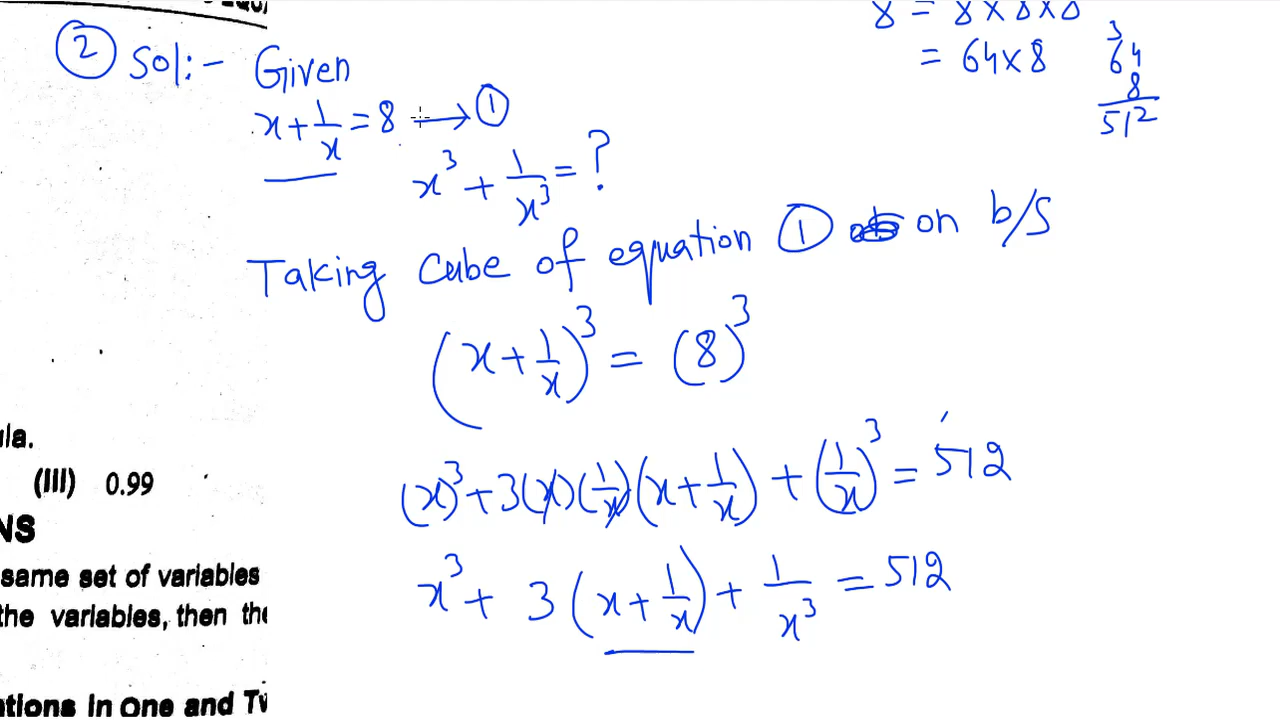 8 = 8 × 8 × 8
= 64 × 8
3
64
8
512
② Sol:- Given
x + 1/x = 8 → ①
x³ + 1/x³ = ?
Taking Cube of equation ① on b/s
(x + 1/x)³ = (8)³
(x)³ + 3(x)(1/x)(x + 1/x) + (1/x)³ = 512
x³ + 3(x + 1/x) + 1/x³ = 512
ula.
(III) 0.99
NS
same set of variables
the variables, then the
ations in One and Tw